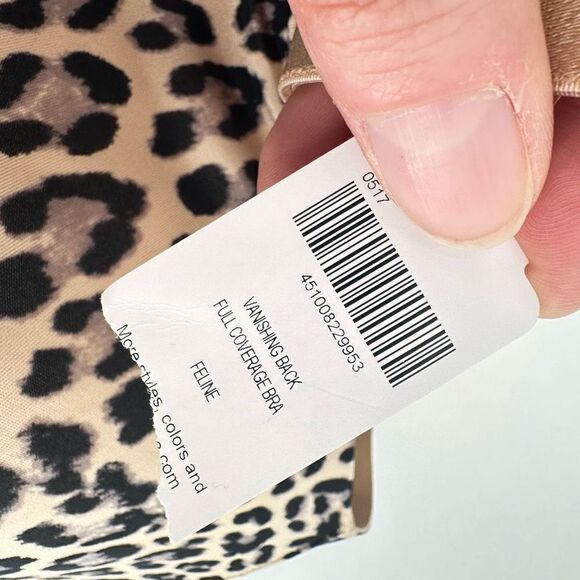 0517
451008229953
VANISHING BACK
FULL COVERAGE BRA
FELINE
More styles, colors and
.com